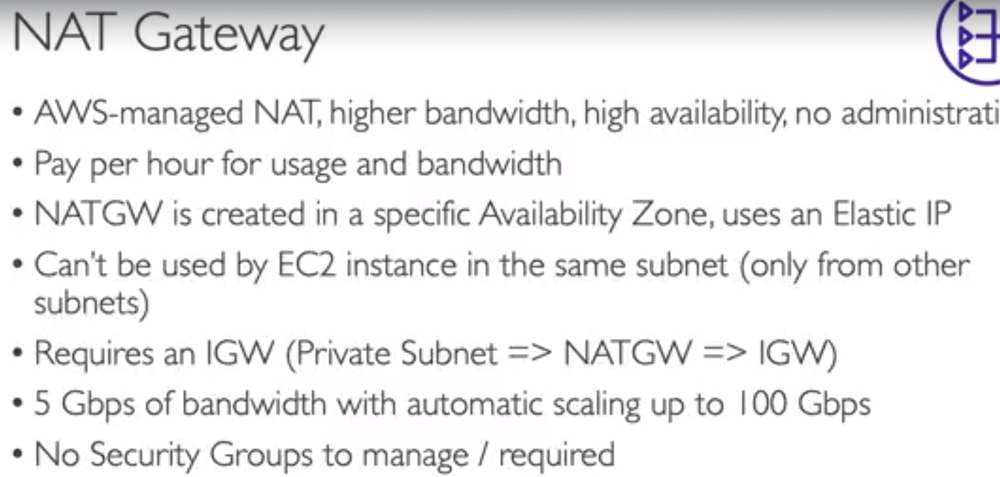 NAT Gateway
• AWS-managed NAT, higher bandwidth, high availability, no administrati
• Pay per hour for usage and bandwidth
• NATGW is created in a specific Availability Zone, uses an Elastic IP
• Can't be used by EC2 instance in the same subnet (only from other
subnets)
• Requires an IGW (Private Subnet => NATGW => IGW)
• 5 Gbps of bandwidth with automatic scaling up to 100 Gbps
• No Security Groups to manage / required